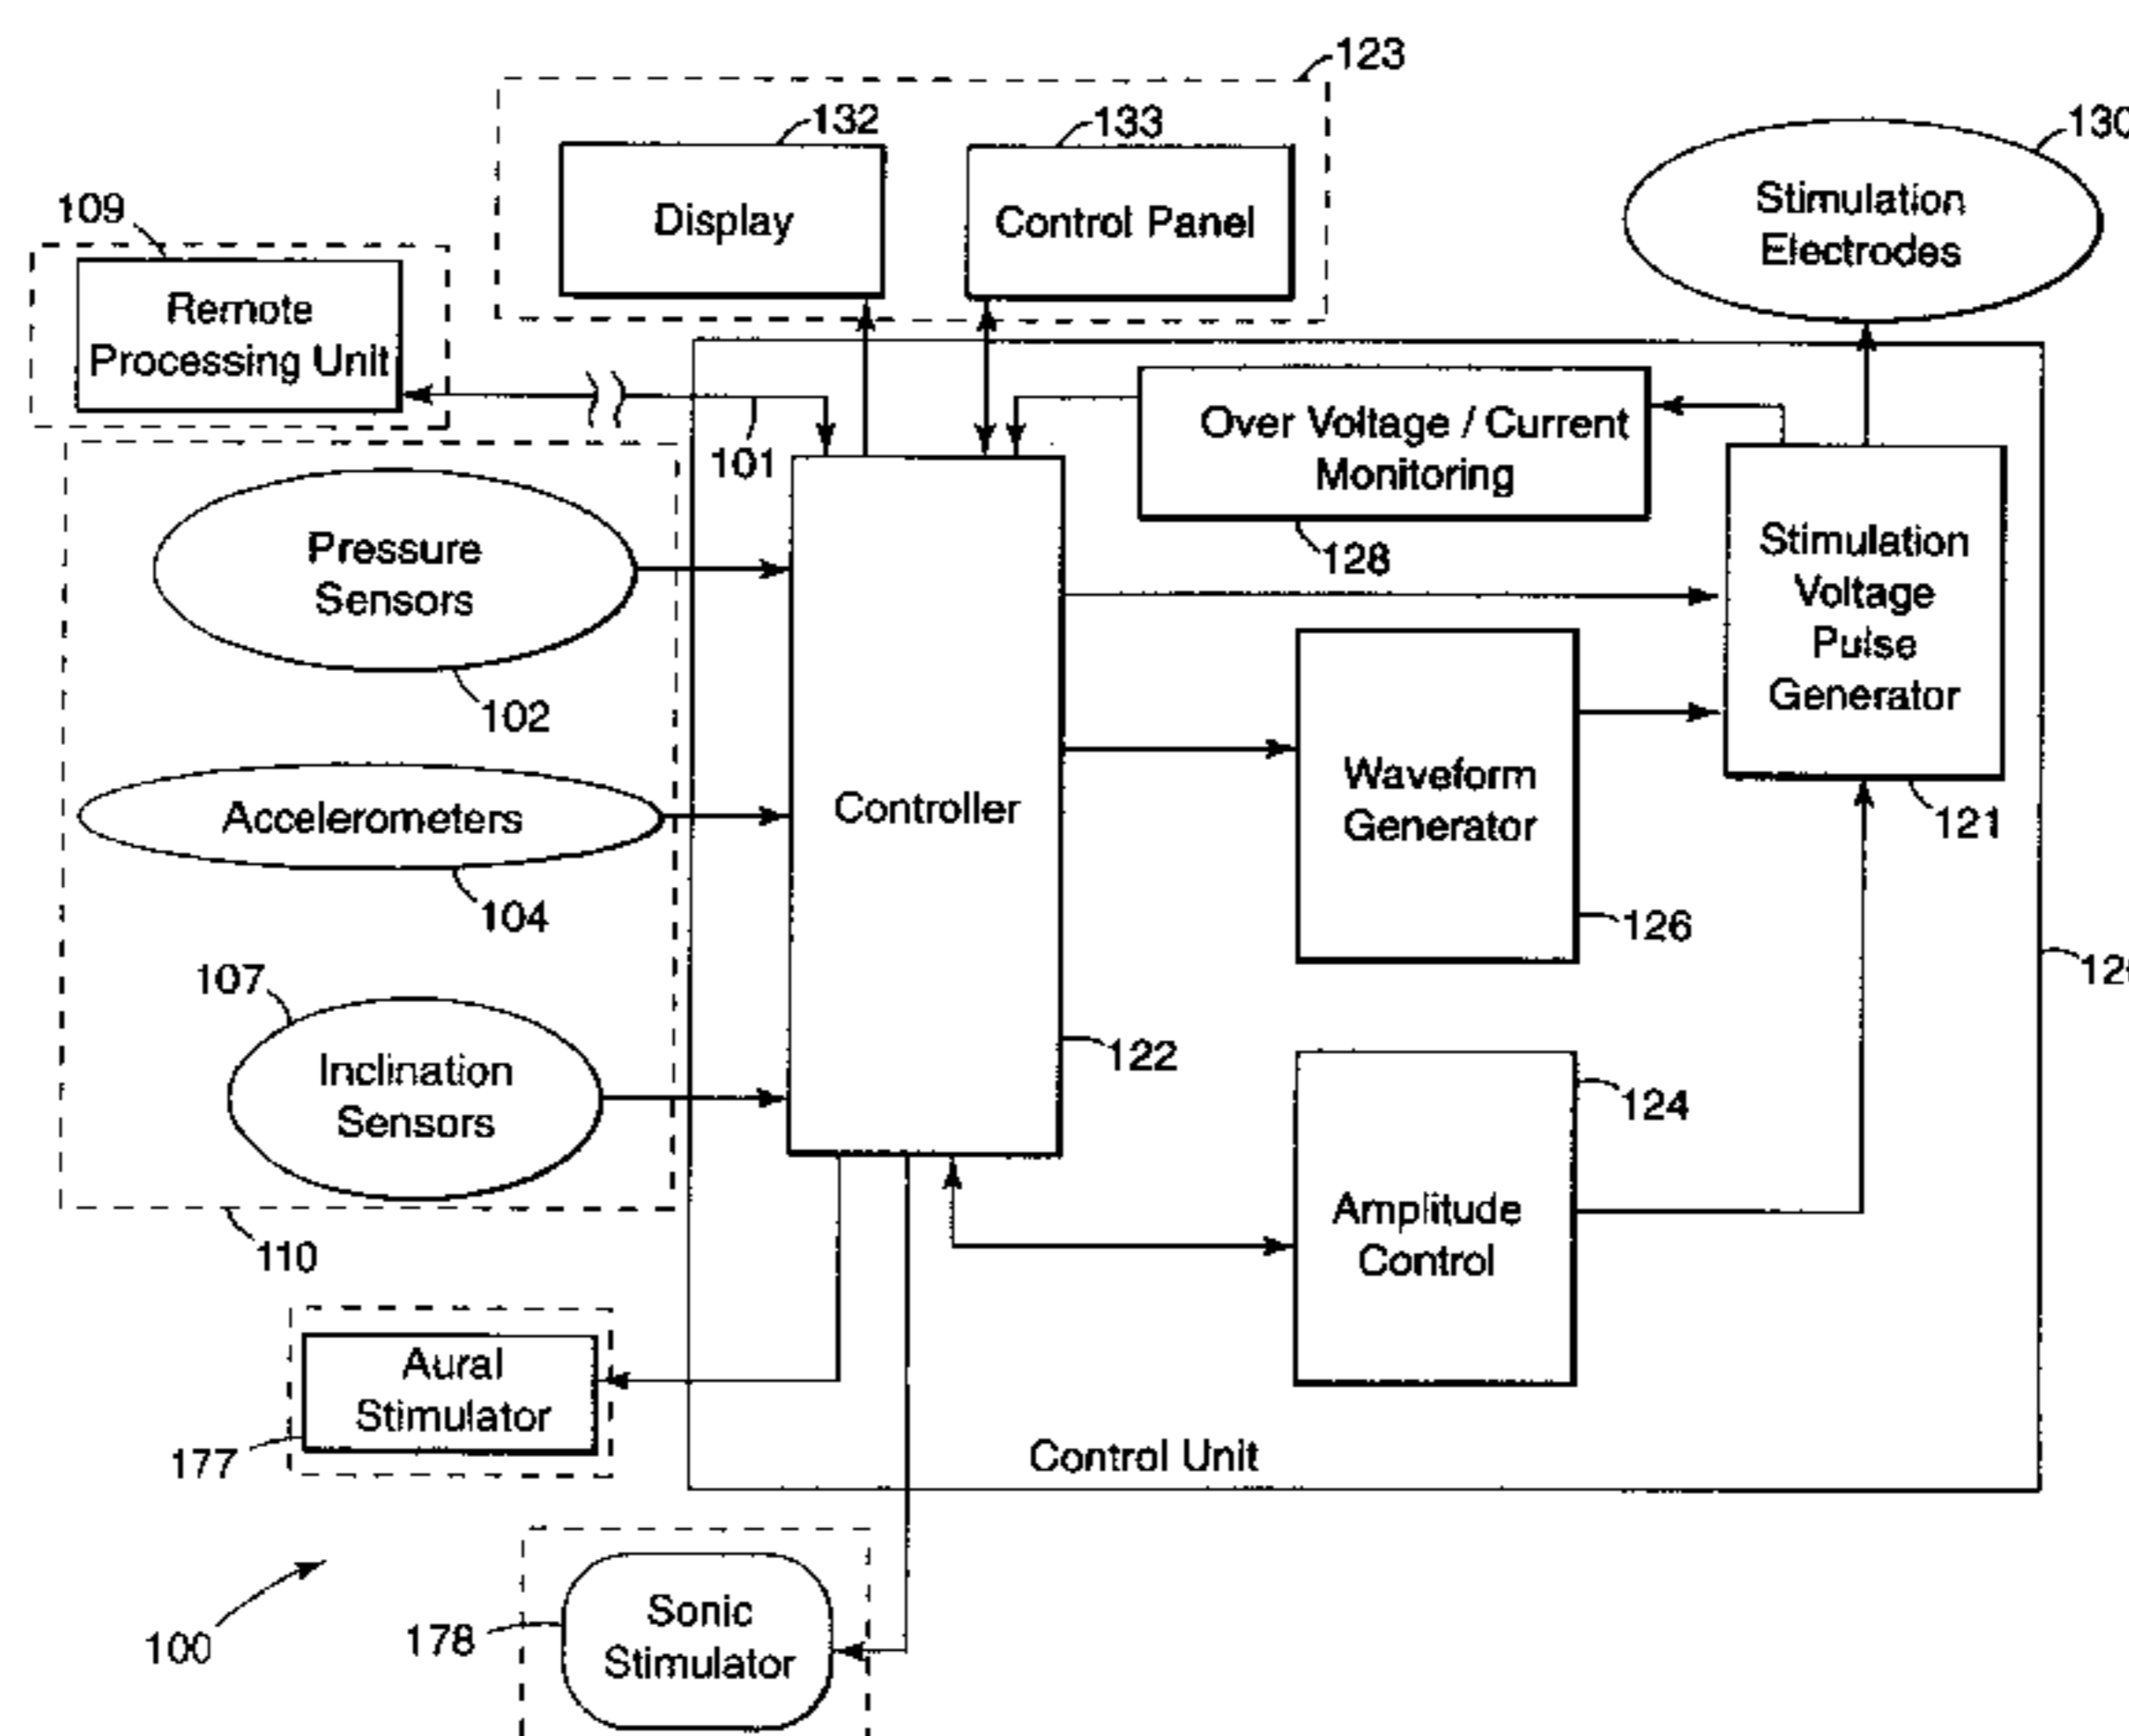 123
132
133
130
Display
Control Panel
Stimulation
Electrodes
109
Remote
Processing Unit
101
Over Voltage / Current
Monitoring
128
Pressure
Sensors
102
Stimulation
Voltage
Pulse
Generator
121
Accelerometers
104
Controller
Waveform
Generator
126
107
Inclination
Sensors
122
124
110
Amplitude
Control
Aural
Stimulator
177
Control Unit
100
178
Sonic
Stimulator